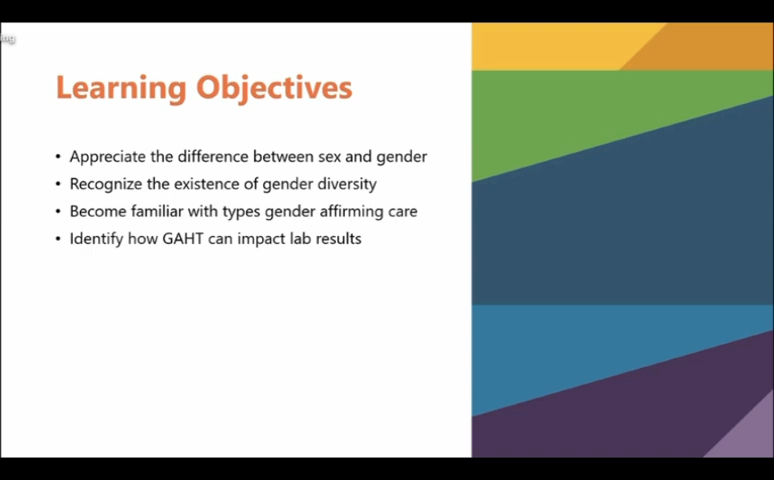 Learning Objectives
• Appreciate the difference between sex and gender
• Recognize the existence of gender diversity
• Become familiar with types gender affirming care
• Identify how GAHT can impact lab results